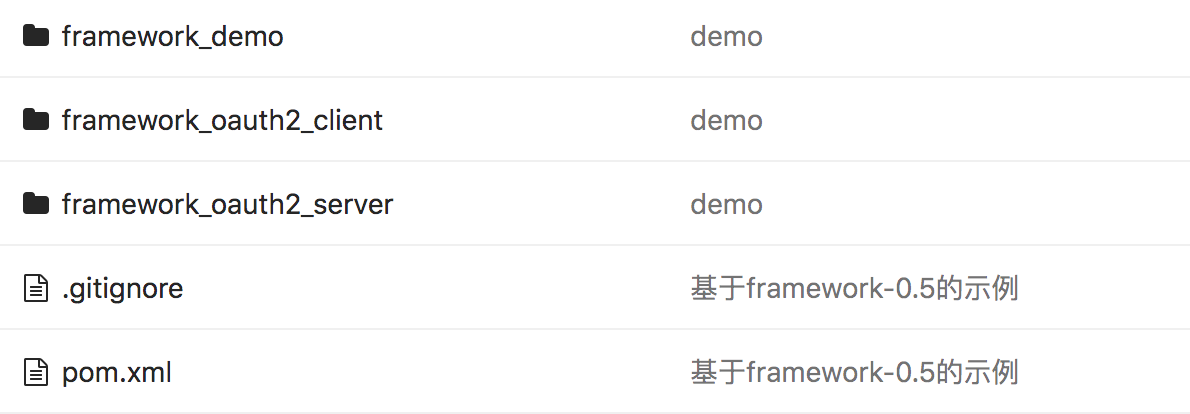 framework_demo demo
framework_oauth2_client demo
framework_oauth2_server demo
.gitignore 基于framework-0.5的示例
pom.xml 基于framework-0.5的示例